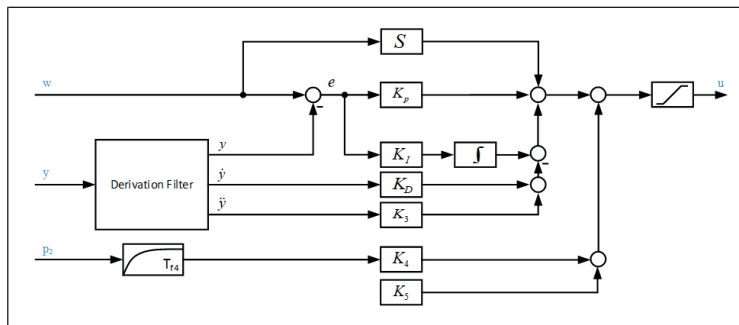 S
w
e
K_p
y
K_I
∫
y
Derivation Filter
ẏ
K_D
ÿ
K_3
p_2
T_f4
K_4
K_5
u
-
-